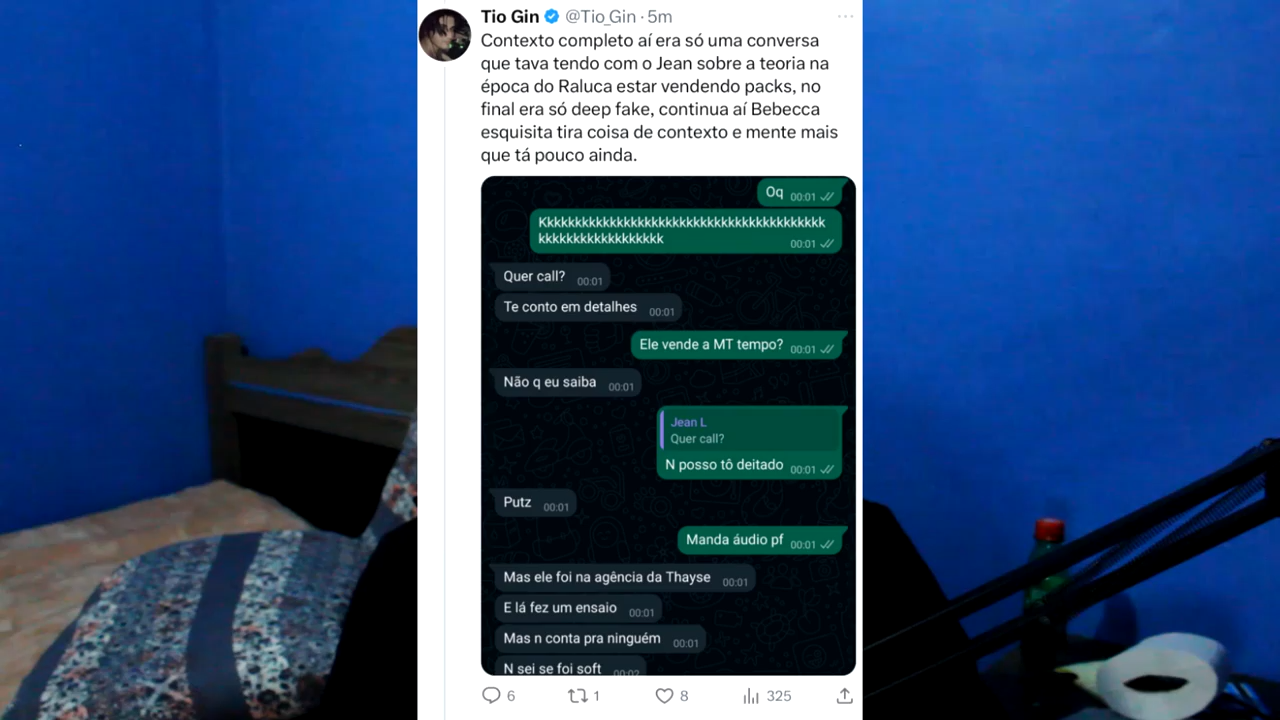 Tio Gin @Tio_Gin · 5m
Contexto completo aí era só uma conversa
que tava tendo com o Jean sobre a teoria na
época do Raluca estar vendendo packs, no
final era só deep fake, continua aí Bebecca
esquisita tira coisa de contexto e mente mais
que tá pouco ainda.
Oq 00:01
Kkkkkkkkkkkkkkkkkkkkkkkkkkkkkkkkkkkkkkkkk
kkkkkkkkkkkkkkkkkk 00:01
Quer call? 00:01
Te conto em detalhes 00:01
Ele vende a MT tempo? 00:01
Não q eu saiba 00:01
Jean L
Quer call?
N posso tô deitado 00:01
Putz 00:01
Manda áudio pf 00:01
Mas ele foi na agência da Thayse 00:01
E lá fez um ensaio 00:01
Mas n conta pra ninguém 00:01
N sei se foi soft 00:02
6 1 8 325